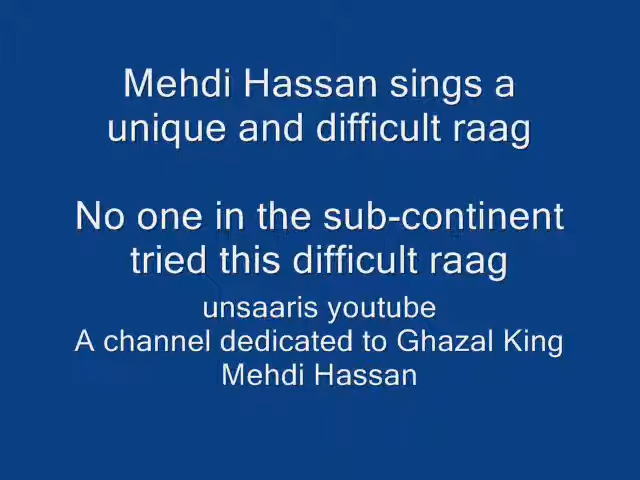 Mehdi Hassan sings a
unique and difficult raag
No one in the sub-continent
tried this difficult raag
unsaaris youtube
A channel dedicated to Ghazal King
Mehdi Hassan